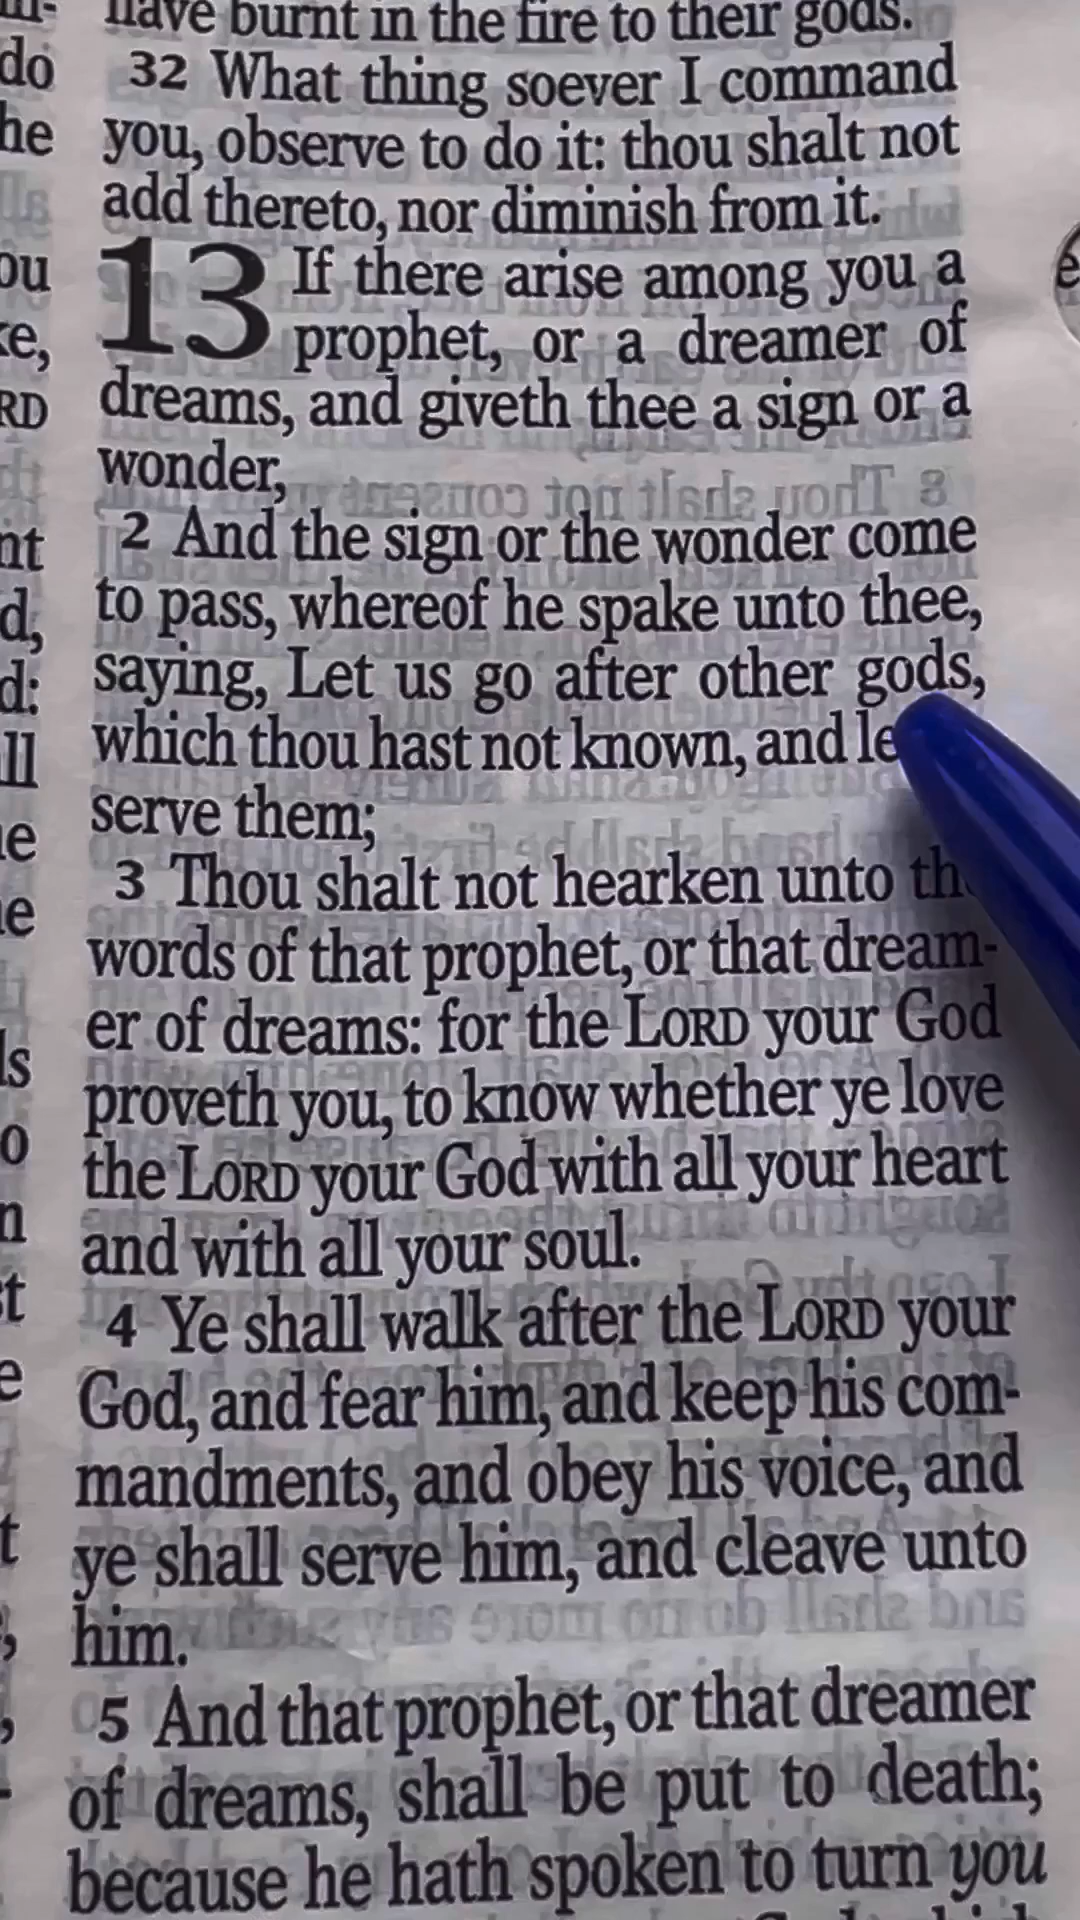 have burnt in the fire to their gods.
32 What thing soever I command
you, observe to do it: thou shalt not
add thereto, nor diminish from it.
13 If there arise among you a
prophet, or a dreamer of
dreams, and giveth thee a sign or a
wonder,
2 And the sign or the wonder come
to pass, whereof he spake unto thee,
saying, Let us go after other gods,
which thou hast not known, and
serve them;
3 Thou shalt not hearken unto
words of that prophet, or that dream-
er of dreams: for the LORD your God
proveth you, to know whether ye love
the LORD your God with all your heart
and with all your soul.
4 Ye shall walk after the LORD your
God, and fear him, and keep his com-
mandments, and obey his voice, and
ye shall serve him, and cleave unto
him.
5 And that prophet, or that dreamer
of dreams, shall be put to death;
because he hath spoken to turn you